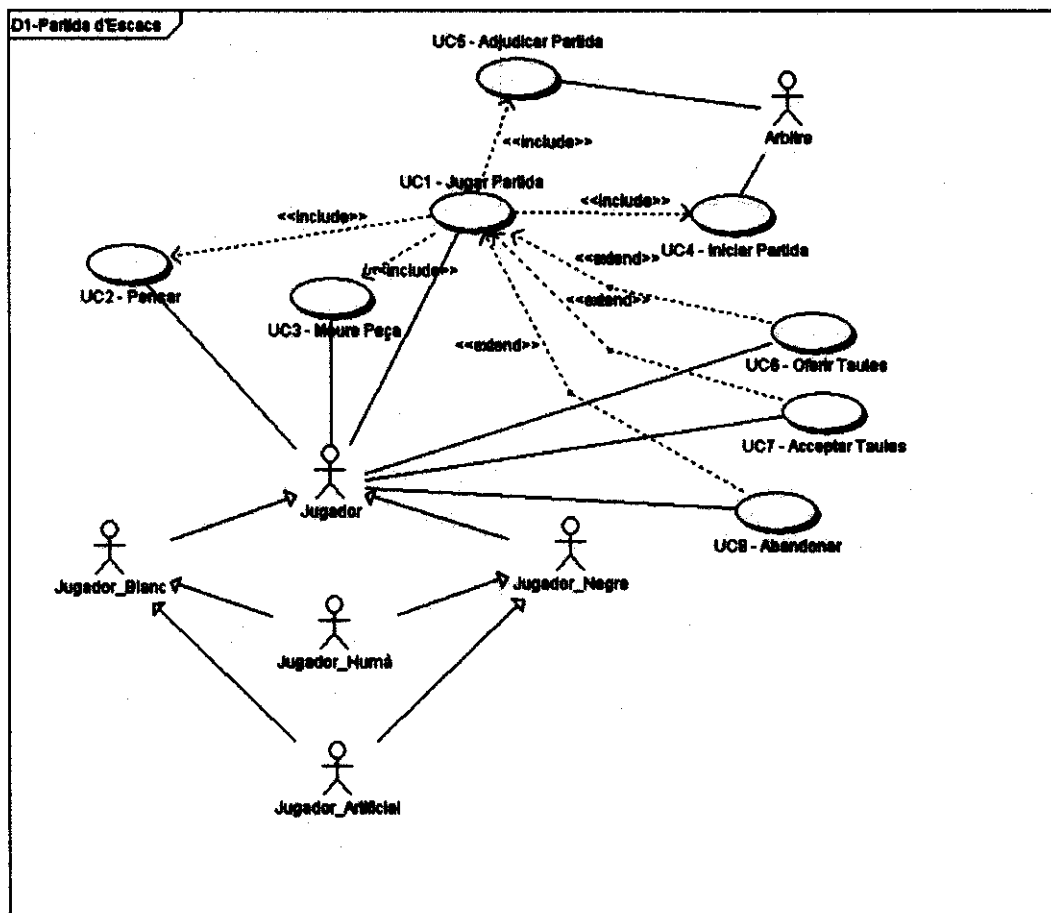 D1-Partida d'Escacs
UC5 - Adjudicar Partida
Arbitre
<<include>>
UC1 - Jugar Partida
<<include>>
<<include>>
UC4 - Iniciar Partida
<<extend>>
<<include>>
UC2 - Pensar
<<extend>>
UC3 - Moure Peça
<<extend>>
UC6 - Oferir Taules
UC7 - Acceptar Taules
Jugador
UC8 - Abandonar
Jugador_Blanc
Jugador_Negre
Jugador_Humà
Jugador_Artificial